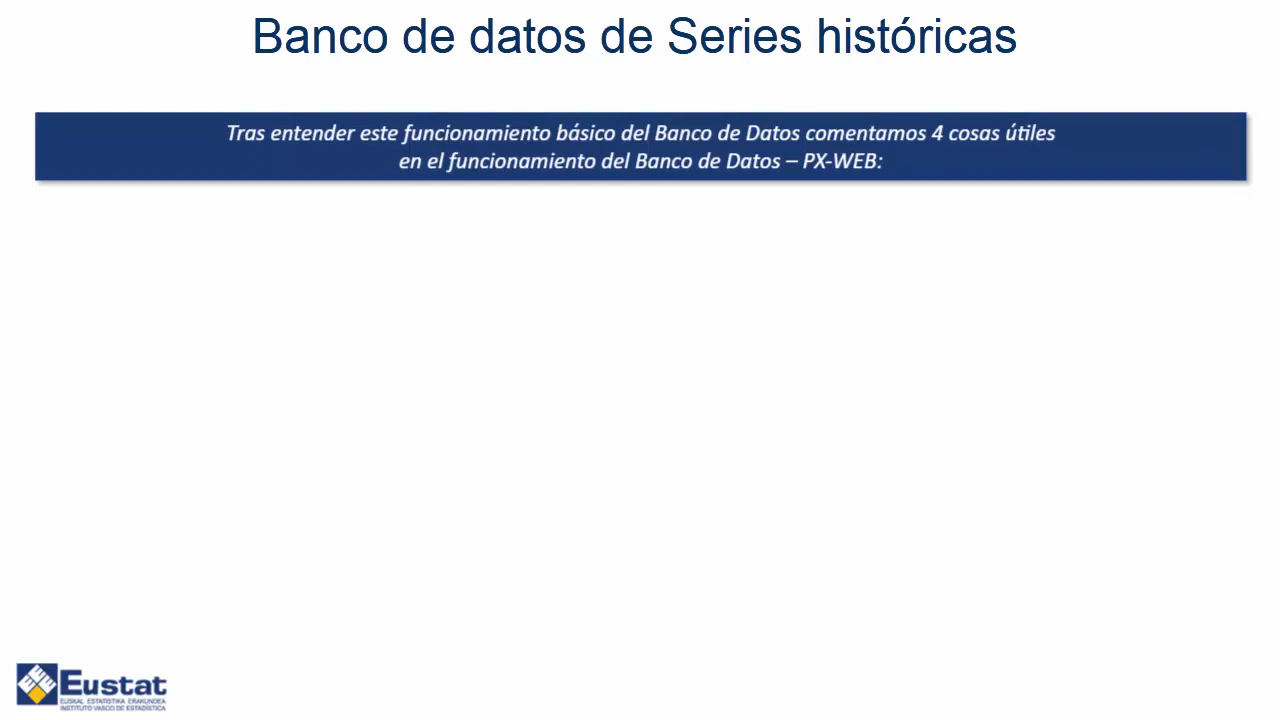 Banco de datos de Series históricas
Tras entender este funcionamiento básico del Banco de Datos comentamos 4 cosas útiles
en el funcionamiento del Banco de Datos – PX-WEB:
Eustat
EUSKAL ESTATISTIKA ERAKUNDEA
INSTITUTO VASCO DE ESTADÍSTICA